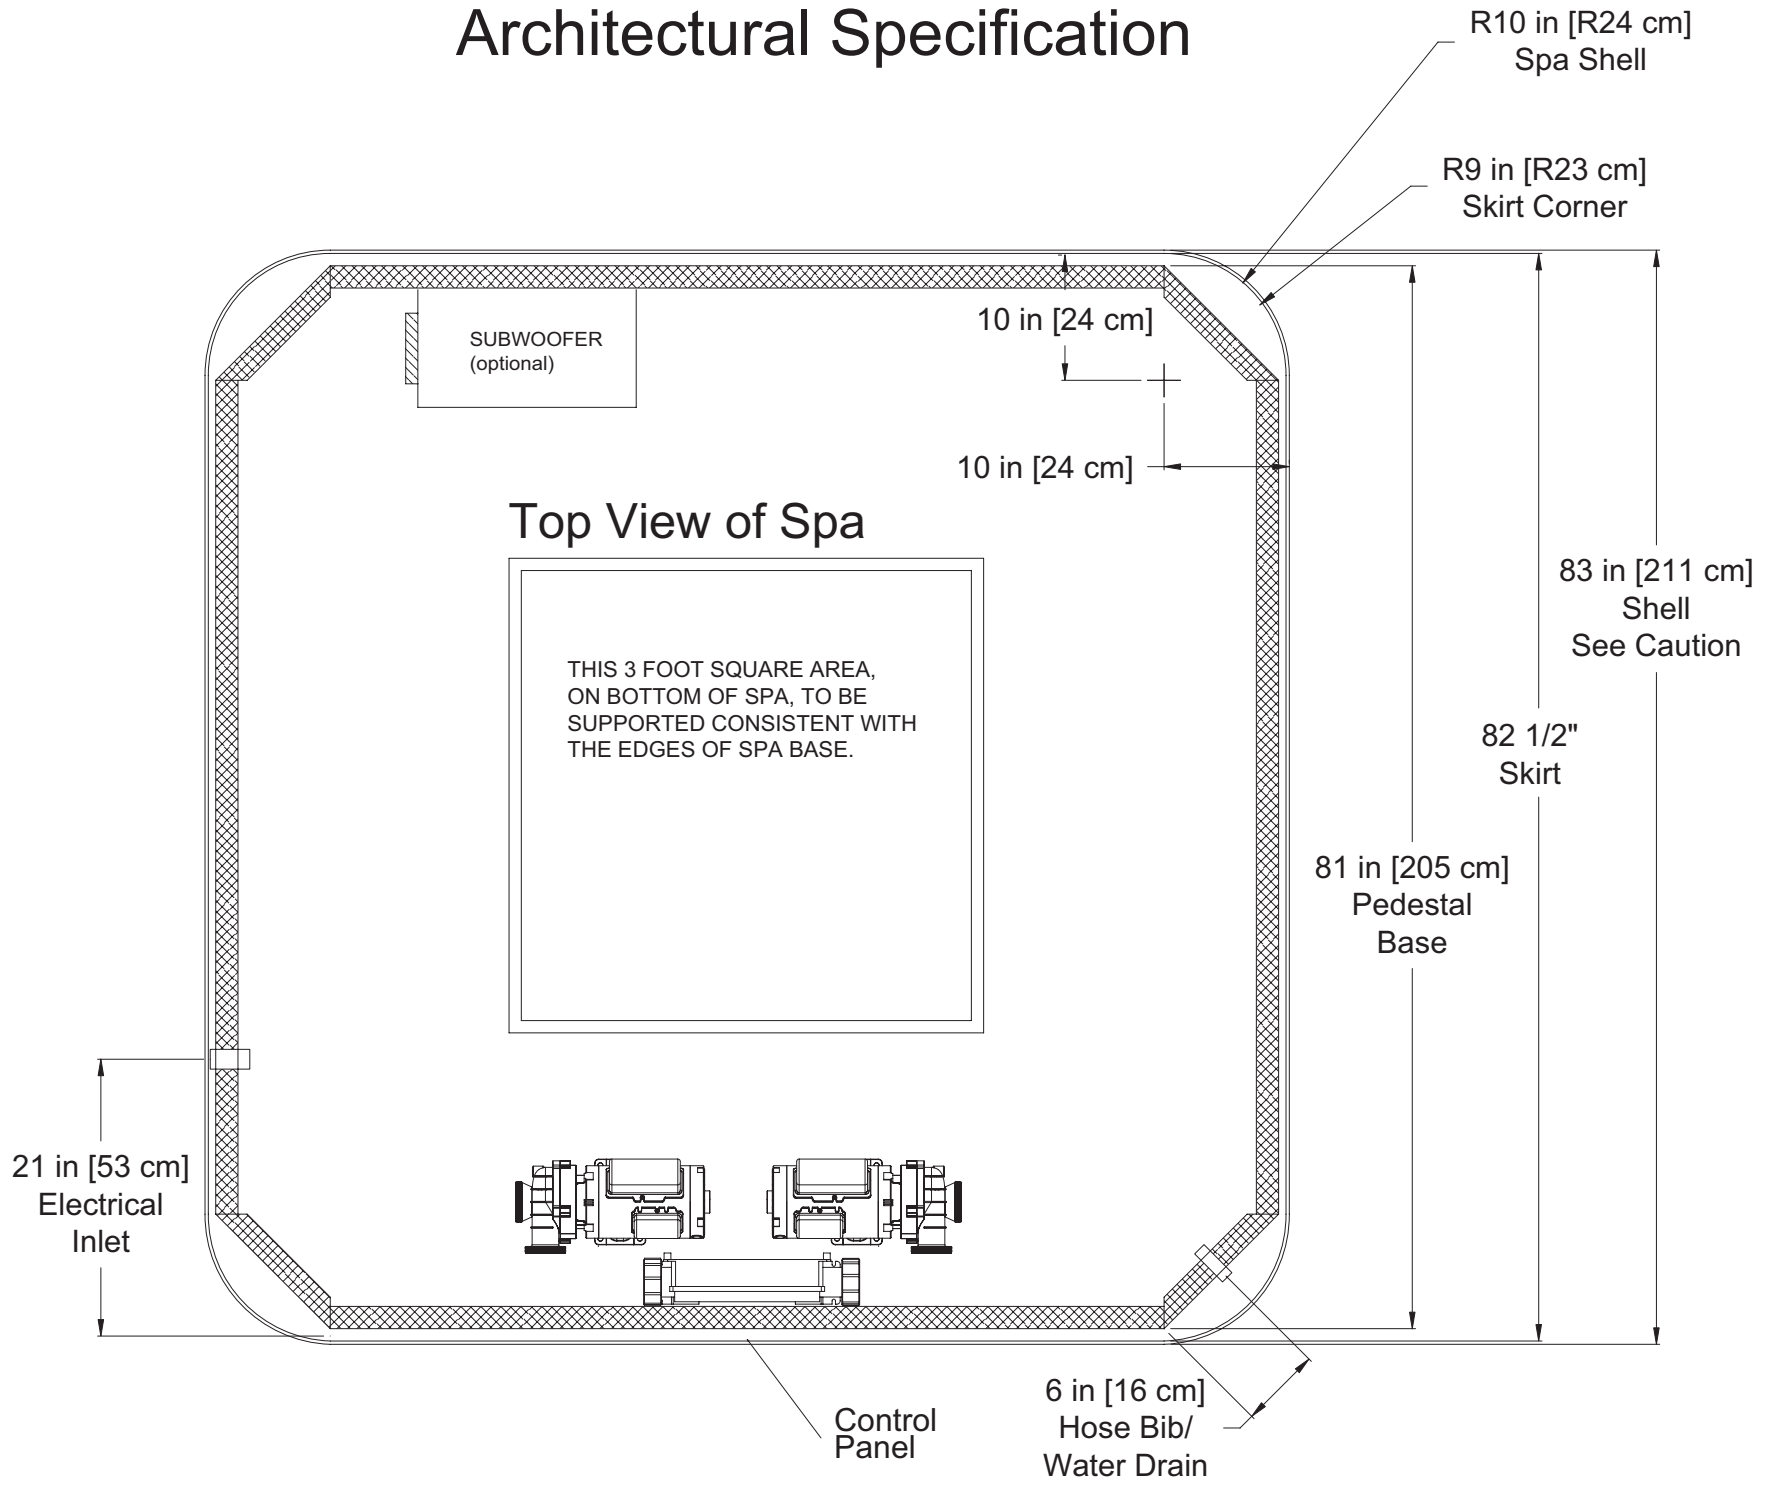 Architectural Specification
R10 in [R24 cm]
Spa Shell
R9 in [R23 cm]
Skirt Corner
10 in [24 cm]
SUBWOOFER
(optional)
10 in [24 cm]
Top View of Spa
83 in [211 cm]
Shell
See Caution
THIS 3 FOOT SQUARE AREA,
ON BOTTOM OF SPA, TO BE
SUPPORTED CONSISTENT WITH
THE EDGES OF SPA BASE.
82 1/2"
Skirt
81 in [205 cm]
Pedestal
Base
21 in [53 cm]
Electrical
Inlet
6 in [16 cm]
Hose Bib/
Water Drain
Control
Panel